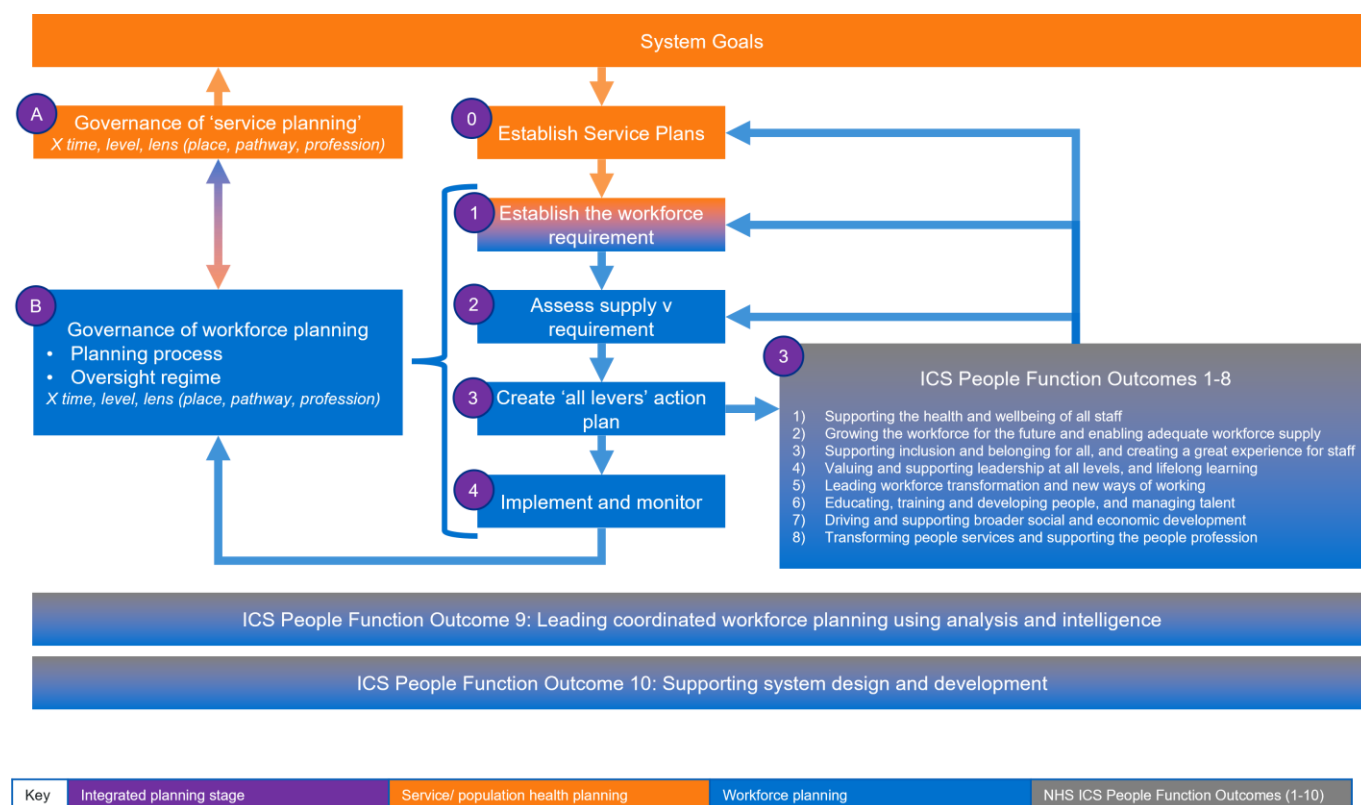 System Goals
A
Governance of ‘service planning’
X time, level, lens (place, pathway, profession)
0
Establish Service Plans
1
Establish the workforce
requirement
B
Governance of workforce planning
• Planning process
• Oversight regime
X time, level, lens (place, pathway, profession)
2
Assess supply v
requirement
3
Create ‘all levers’ action
plan
4
Implement and monitor
3
ICS People Function Outcomes 1-8
1) Supporting the health and wellbeing of all staff
2) Growing the workforce for the future and enabling adequate workforce supply
3) Supporting inclusion and belonging for all, and creating a great experience for staff
4) Valuing and supporting leadership at all levels, and lifelong learning
5) Leading workforce transformation and new ways of working
6) Educating, training and developing people, and managing talent
7) Driving and supporting broader social and economic development
8) Transforming people services and supporting the people profession
ICS People Function Outcome 9: Leading coordinated workforce planning using analysis and intelligence
ICS People Function Outcome 10: Supporting system design and development
Key
Integrated planning stage
Service/ population health planning
Workforce planning
NHS ICS People Function Outcomes (1-10)